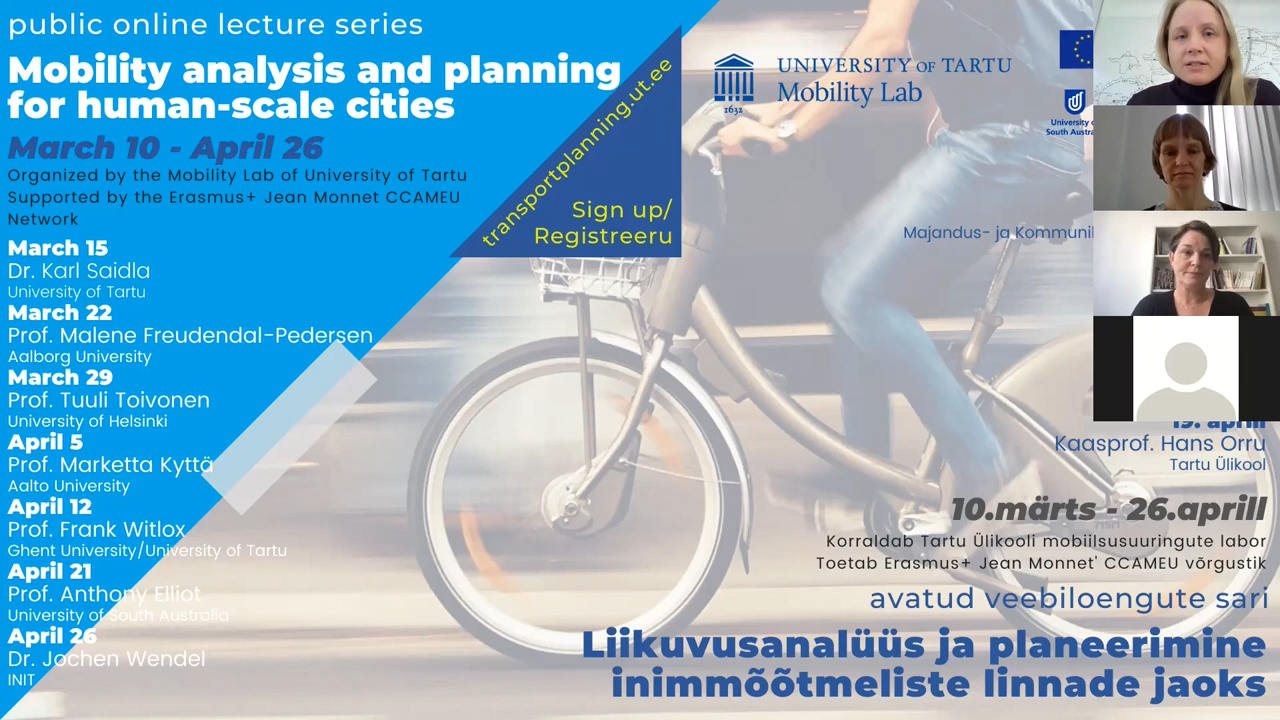 public online lecture series
Mobility analysis and planning
for human-scale cities
March 10 - April 26
Organized by the Mobility Lab of University of Tartu
Supported by the Erasmus+ Jean Monnet CCAMEU
Network
March 15
Dr. Karl Saidla
University of Tartu
March 22
Prof. Malene Freudendal-Pedersen
Aalborg University
March 29
Prof. Tuuli Toivonen
University of Helsinki
April 5
Prof. Marketta Kyttä
Aalto University
April 12
Prof. Frank Witlox
Ghent University/University of Tartu
April 21
Prof. Anthony Elliot
University of South Australia
April 26
Dr. Jochen Wendel
INIT
transportplanning.ut.ee
Sign up/
Registreeru
1632
UNIVERSITY OF TARTU
Mobility Lab
University
South
Majandus- ja
19. aprill
Kaasprof. Hans Orru
Tartu Ülikool
10.märts - 26.aprill
Korraldab Tartu Ülikooli mobiilsusuuringute labor
Toetab Erasmus+ Jean Monnet' CCAMEU võrgustik
avatud veebiloengute sari
Liikuvusanalüüs ja planeerimine
inimmõõtmeliste linnade jaoks